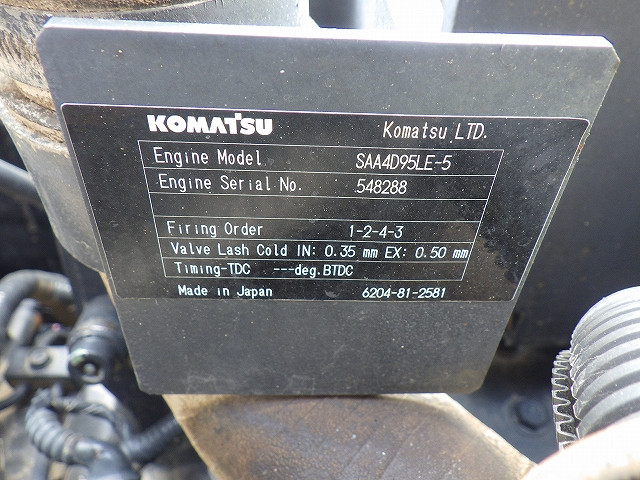 KOMATSU Komatsu LTD.
Engine Model SAA4D95LE-5
Engine Serial No. 548288
Firing Order 1-2-4-3
Valve Lash Cold IN: 0.35 mm EX: 0.50 mm
Timing-TDC ---deg.BTDC
Made in Japan 6204-81-2581